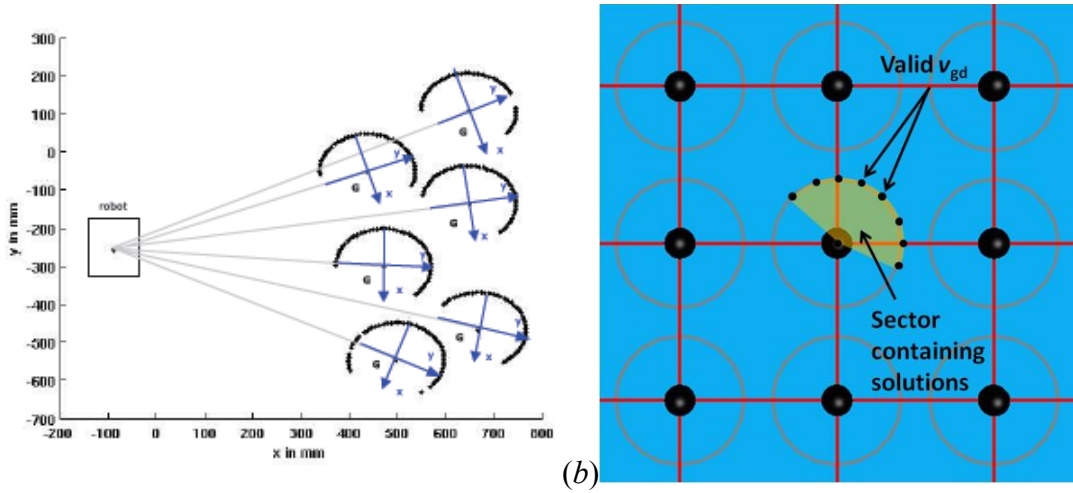 300
200
100
0
-100
-200
-300
-400
-500
-600
-700
y in mm
robot
y
G
x
y
G
x
y
G
x
G
y
x
y
G
x
G
y
x
-200
-100
0
100
200
300
400
500
600
700
800
x in mm
(b)
Valid vgd
Sector
containing
solutions